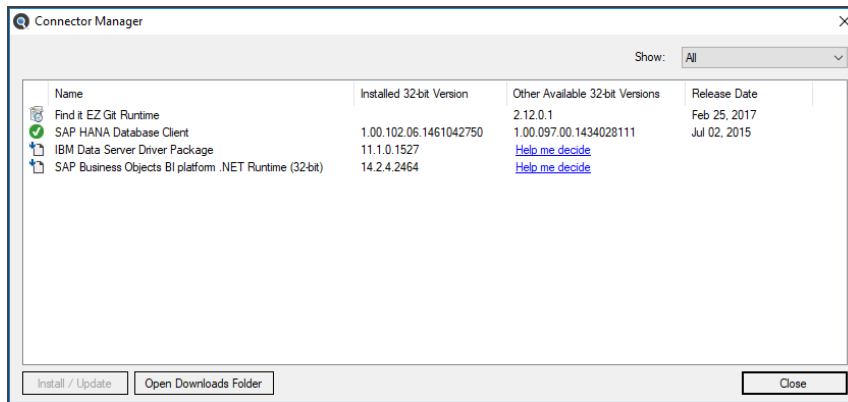 Connector Manager
Show: All
Name Installed 32-bit Version Other Available 32-bit Versions Release Date
Find it EZ Git Runtime 2.12.0.1 Feb 25, 2017
SAP HANA Database Client 1.00.102.06.1461042750 1.00.097.00.1434028111 Jul 02, 2015
IBM Data Server Driver Package 11.1.0.1527 Help me decide
SAP Business Objects BI platform .NET Runtime (32-bit) 14.2.4.2464 Help me decide
Install / Update Open Downloads Folder Close